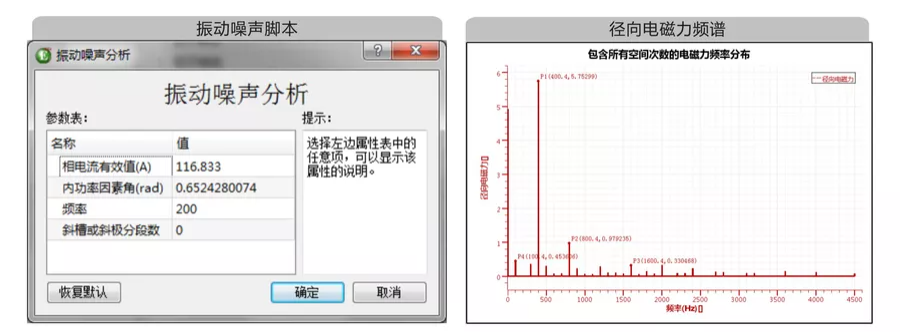 振动噪声脚本
振动噪声分析
振动噪声分析
参数表:
提示:
名称
值
选择左边属性表中的
任意项,可以显示该
属性的说明。
相电流有效值(A)
116.833
内功率因素角(rad)
0.6524280074
频率
200
斜槽或斜极分段数
0
恢复默认
确定
取消
径向电磁力频谱
包含所有空间次数的电磁力频率分布
径向电磁力
P1(400.4,5.75299)
P2(800.4,0.979235)
P3(1600.4,0.330468)
P4(100.4,0.453606)
径向电磁力[]
6
5
4
3
2
1
0
0
500
1000
1500
2000
2500
3000
3500
4000
4500
频率(Hz)[]